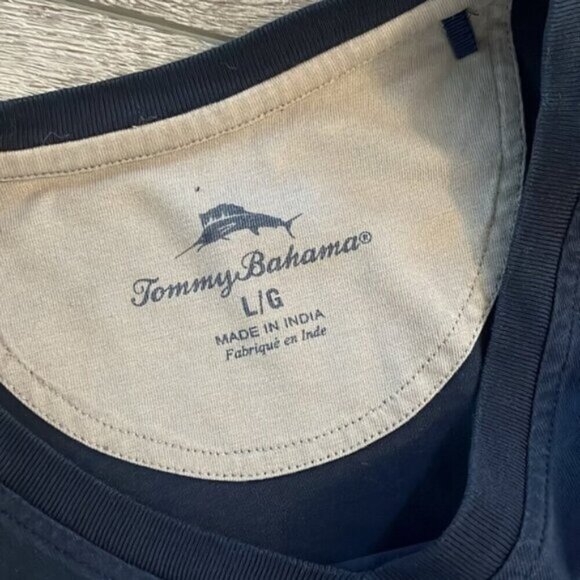 Tommy Bahama®
L/G
MADE IN INDIA
Fabriqué en Inde